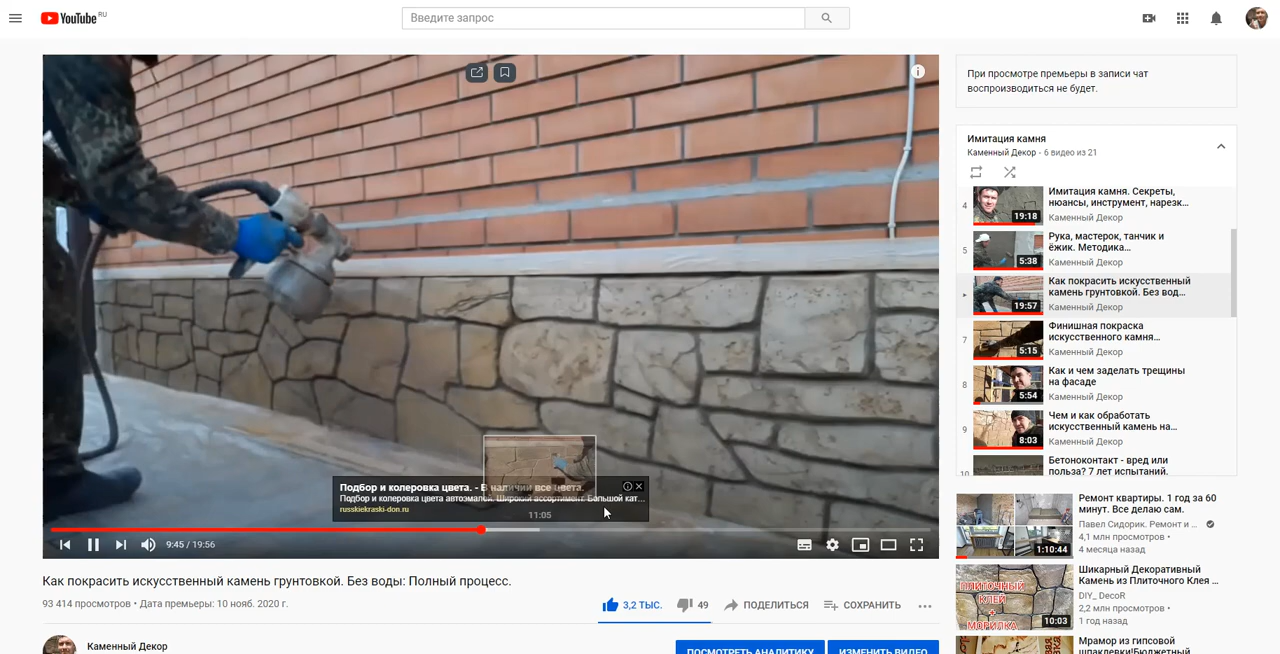 YouTube RU
Введите запрос
При просмотре премьеры в записи чат
воспроизводиться не будет.
Имитация камня
Каменный Декор - 6 видео из 21
4
19:18
Имитация камня. Секреты,
нюансы, инструмент, нарезк...
Каменный Декор
5
5:38
Рука, мастерок, танчик и
ёжик. Методика...
Каменный Декор
19:57
Как покрасить искусственный
камень грунтовкой. Без вод...
Каменный Декор
7
5:15
Финишная покраска
искусственного камня...
Каменный Декор
8
5:54
Как и чем заделать трещины
на фасаде
Каменный Декор
9
8:03
Чем и как обработать
искусственный камень на...
Каменный Декор
10
Бетоноконтакт - вред или
польза? 7 лет испытаний.
Подбор и колеровка цвета. - В наличии все цвета.
Подбор и колеровка цвета автоэмалой. Широкий ассортимент. Большой кат...
russkiekraski-don.ru
11:05
9:45 / 19:56
Как покрасить искусственный камень грунтовкой. Без воды: Полный процесс.
93 414 просмотров • Дата премьеры: 10 нояб. 2020 г.
3,2 ТЫС.
49
ПОДЕЛИТЬСЯ
СОХРАНИТЬ
Каменный Декор
ПОСМОТРЕТЬ АНАЛИТИКУ
ИЗМЕНИТЬ ВИДЕО
1:10:44
Ремонт квартиры. 1 год за 60
минут. Все делаю сам.
Павел Сидорик. Ремонт и ...
4,1 млн просмотров •
4 месяца назад
ПЛИТОЧНЫЙ
КЛЕЙ
+
МОРИЛКА
10:03
Шикарный Декоративный
Камень из Плиточного Клея ...
DIY_ DecoR
2,2 млн просмотров •
1 год назад
Мрамор из гипсовой
шпаклевки!Бюджетный